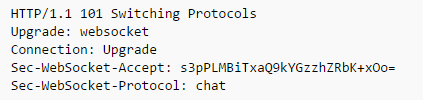 HTTP/1.1 101 Switching Protocols
Upgrade: websocket
Connection: Upgrade
Sec-WebSocket-Accept: s3pPLMBiTxaQ9kYGzzhZRbK+xOo=
Sec-WebSocket-Protocol: chat